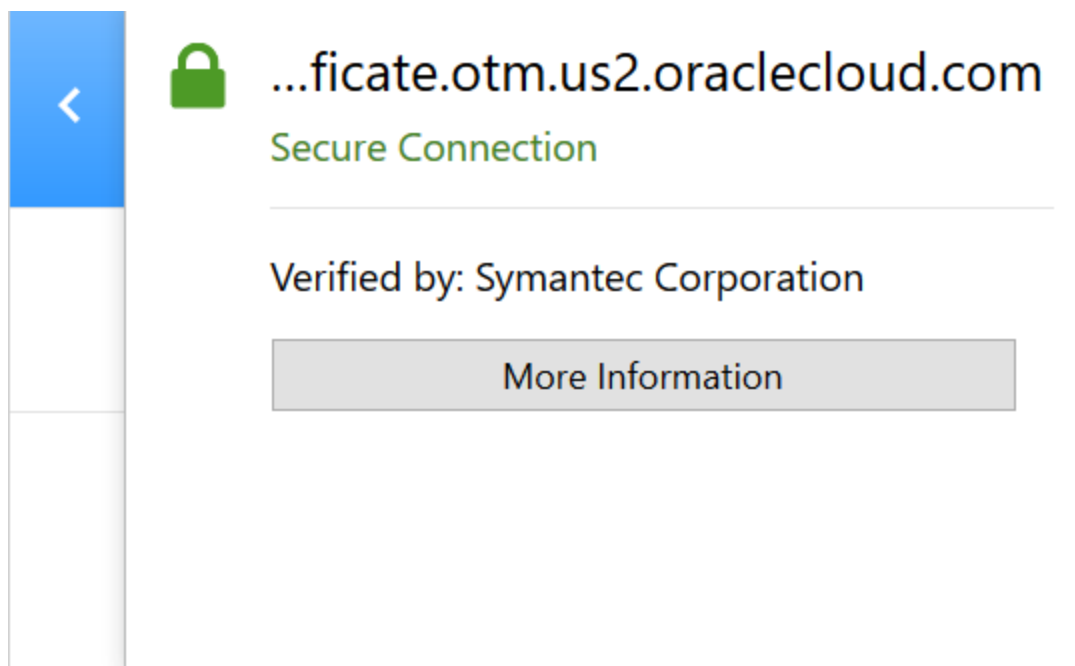 ...ficate.otm.us2.oraclecloud.com
Secure Connection
Verified by: Symantec Corporation
More Information